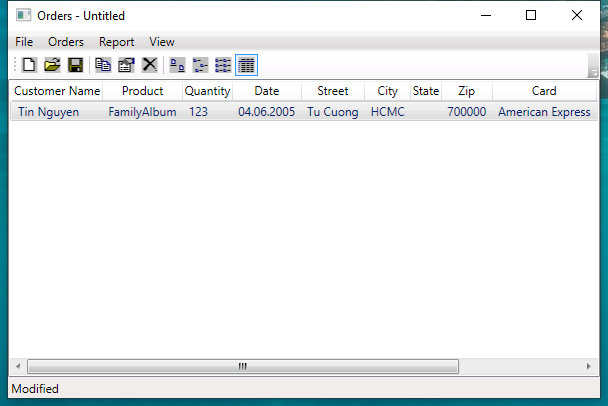 Orders - Untitled
File Orders Report View
Customer Name Product Quantity Date Street City State Zip Card
Tin Nguyen FamilyAlbum 123 04.06.2005 Tu Cuong HCMC 700000 American Express
Modified